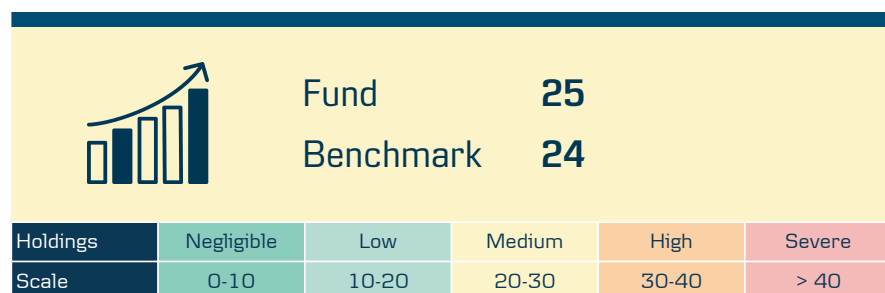 Fund 25
Benchmark 24
Holdings Negligible Low Medium High Severe
Scale 0-10 10-20 20-30 30-40 > 40